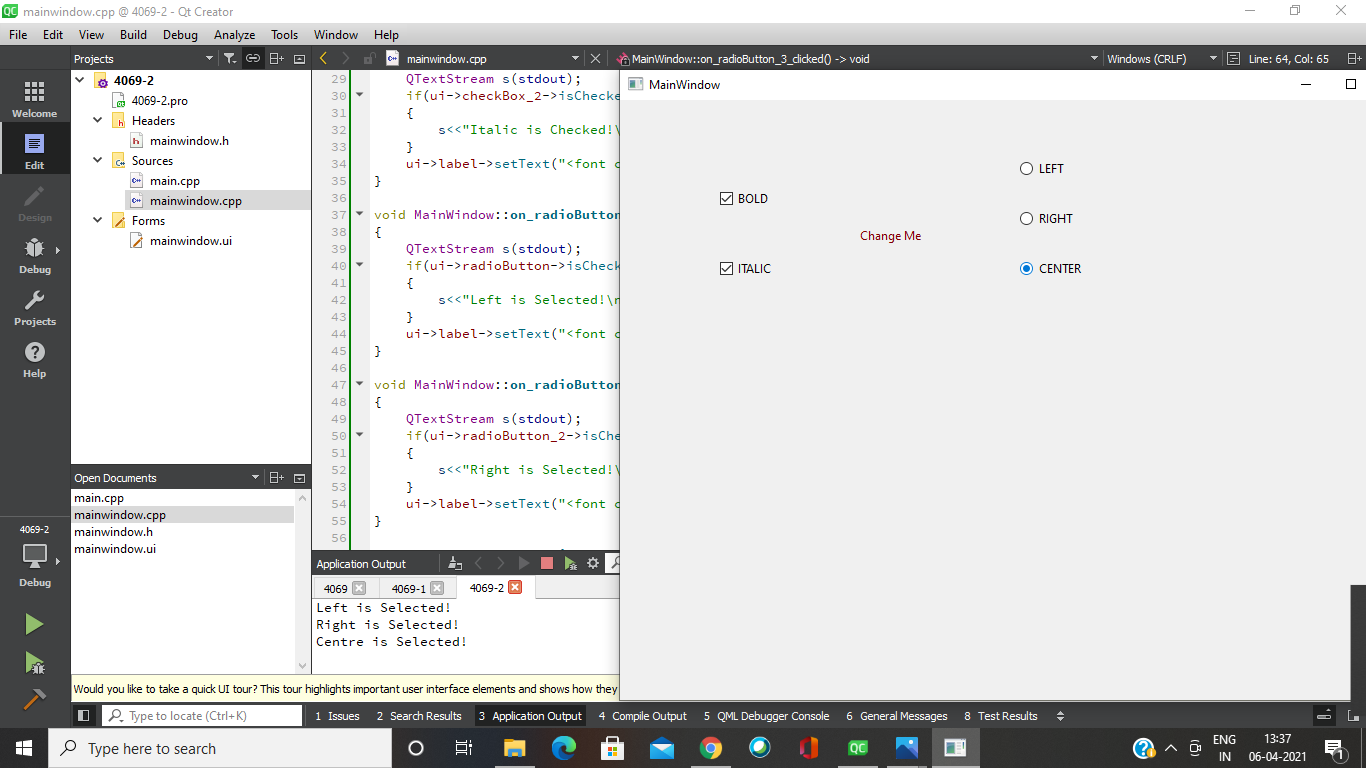 mainwindow.cpp @ 4069-2 - Qt Creator
File Edit View Build Debug Analyze Tools Window Help
Projects
mainwindow.cpp
MainWindow::on_radioButton_3_clicked() -> void
Windows (CRLF)
Line: 64, Col: 65
Welcome
Edit
Design
Debug
Projects
Help
4069-2
Debug
4069-2
4069-2.pro
Headers
mainwindow.h
Sources
main.cpp
mainwindow.cpp
Forms
mainwindow.ui
Open Documents
main.cpp
mainwindow.cpp
mainwindow.h
mainwindow.ui
29 QTextStream s(stdout);
30 if(ui->checkBox_2->isChecke
31 {
32 s<<"Italic is Checked!\
33 }
34 ui->label->setText("<font c
35 }
36
37 void MainWindow::on_radioButton
38 {
39 QTextStream s(stdout);
40 if(ui->radioButton->isCheck
41 {
42 s<<"Left is Selected!\n
43 }
44 ui->label->setText("<font c
45 }
46
47 void MainWindow::on_radioButton
48 {
49 QTextStream s(stdout);
50 if(ui->radioButton_2->isChe
51 {
52 s<<"Right is Selected!\
53 }
54 ui->label->setText("<font c
55 }
56
MainWindow
BOLD
ITALIC
Change Me
LEFT
RIGHT
CENTER
Application Output
4069 4069-1 4069-2
Left is Selected!
Right is Selected!
Centre is Selected!
Would you like to take a quick UI tour? This tour highlights important user interface elements and shows how they
Type to locate (Ctrl+K)
1 Issues 2 Search Results 3 Application Output 4 Compile Output 5 QML Debugger Console 6 General Messages 8 Test Results
Type here to search
QC
ENG
IN
13:37
06-04-2021
1